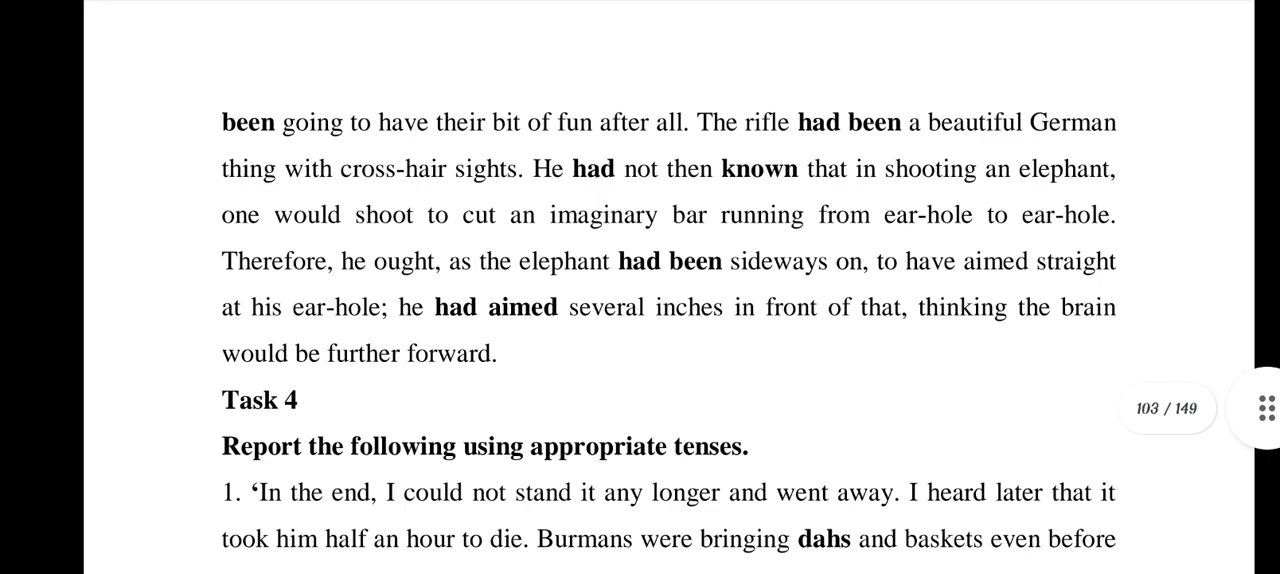 been going to have their bit of fun after all. The rifle had been a beautiful German
thing with cross-hair sights. He had not then known that in shooting an elephant,
one would shoot to cut an imaginary bar running from ear-hole to ear-hole.
Therefore, he ought, as the elephant had been sideways on, to have aimed straight
at his ear-hole; he had aimed several inches in front of that, thinking the brain
would be further forward.
Task 4
103 / 149
Report the following using appropriate tenses.
1. ‘In the end, I could not stand it any longer and went away. I heard later that it
took him half an hour to die. Burmans were bringing dahs and baskets even before